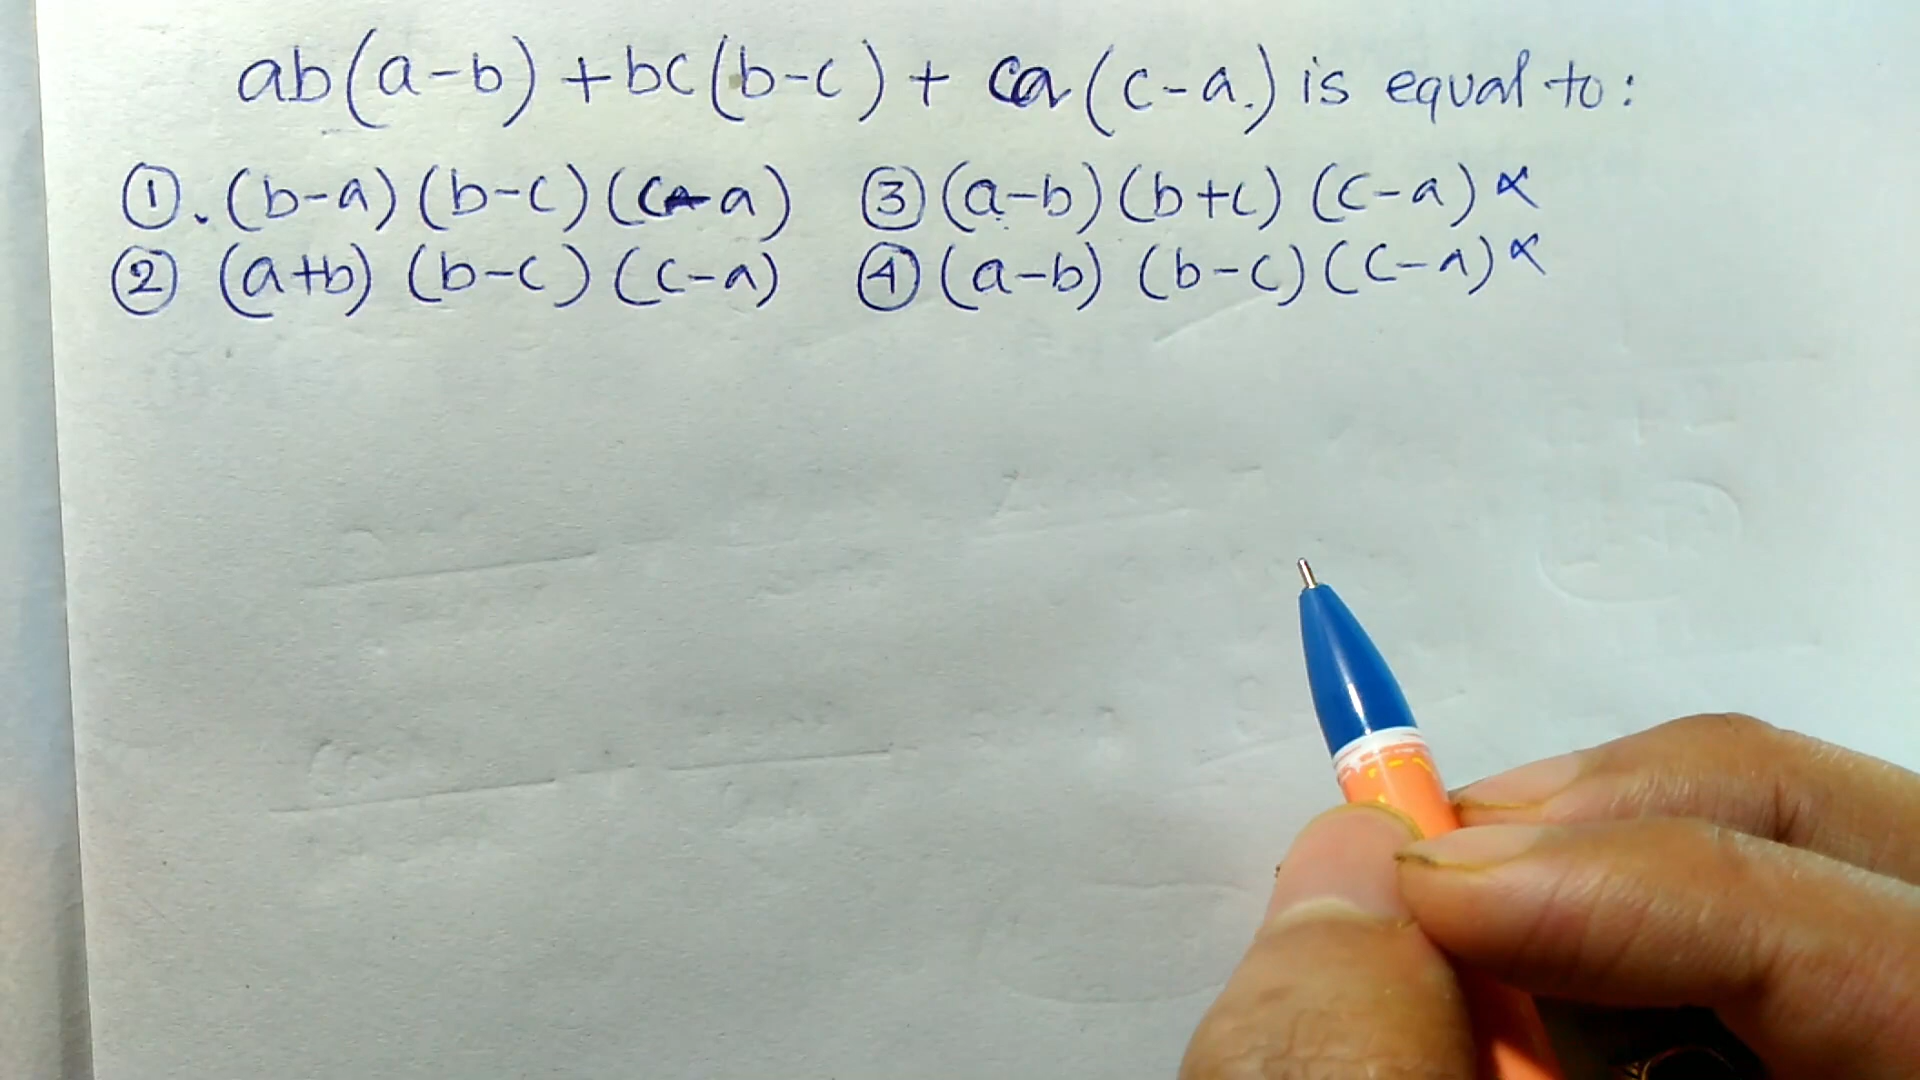 ab(a-b) + bc(b-c) + ca(c-a.) is equal to:
①. (b-a) (b-c) (c-a) ③ (a-b) (b+c) (c-a) ×
② (a+b) (b-c) (c-a) ④ (a-b) (b-c) (c-a) ×